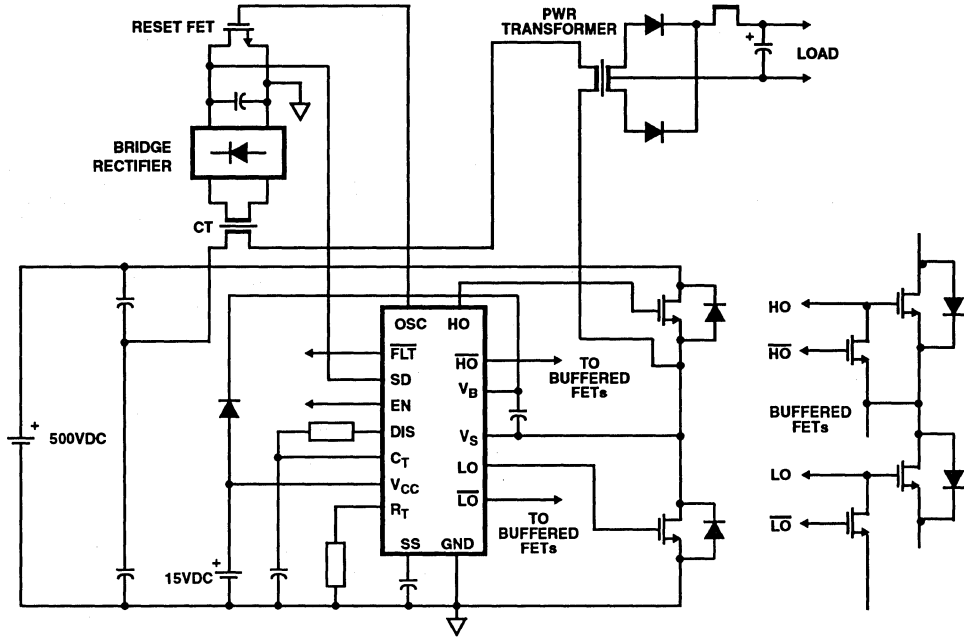 RESET FET
PWR
TRANSFORMER
+
LOAD
BRIDGE
RECTIFIER
CT
OSC HO
FLT
SD
EN
DIS
CT
VCC
RT
SS GND
HO
VB
VS
LO
LO
TO
BUFFERED
FETs
TO
BUFFERED
FETs
+
500VDC
+
15VDC
HO
HO
BUFFERED
FETs
LO
LO